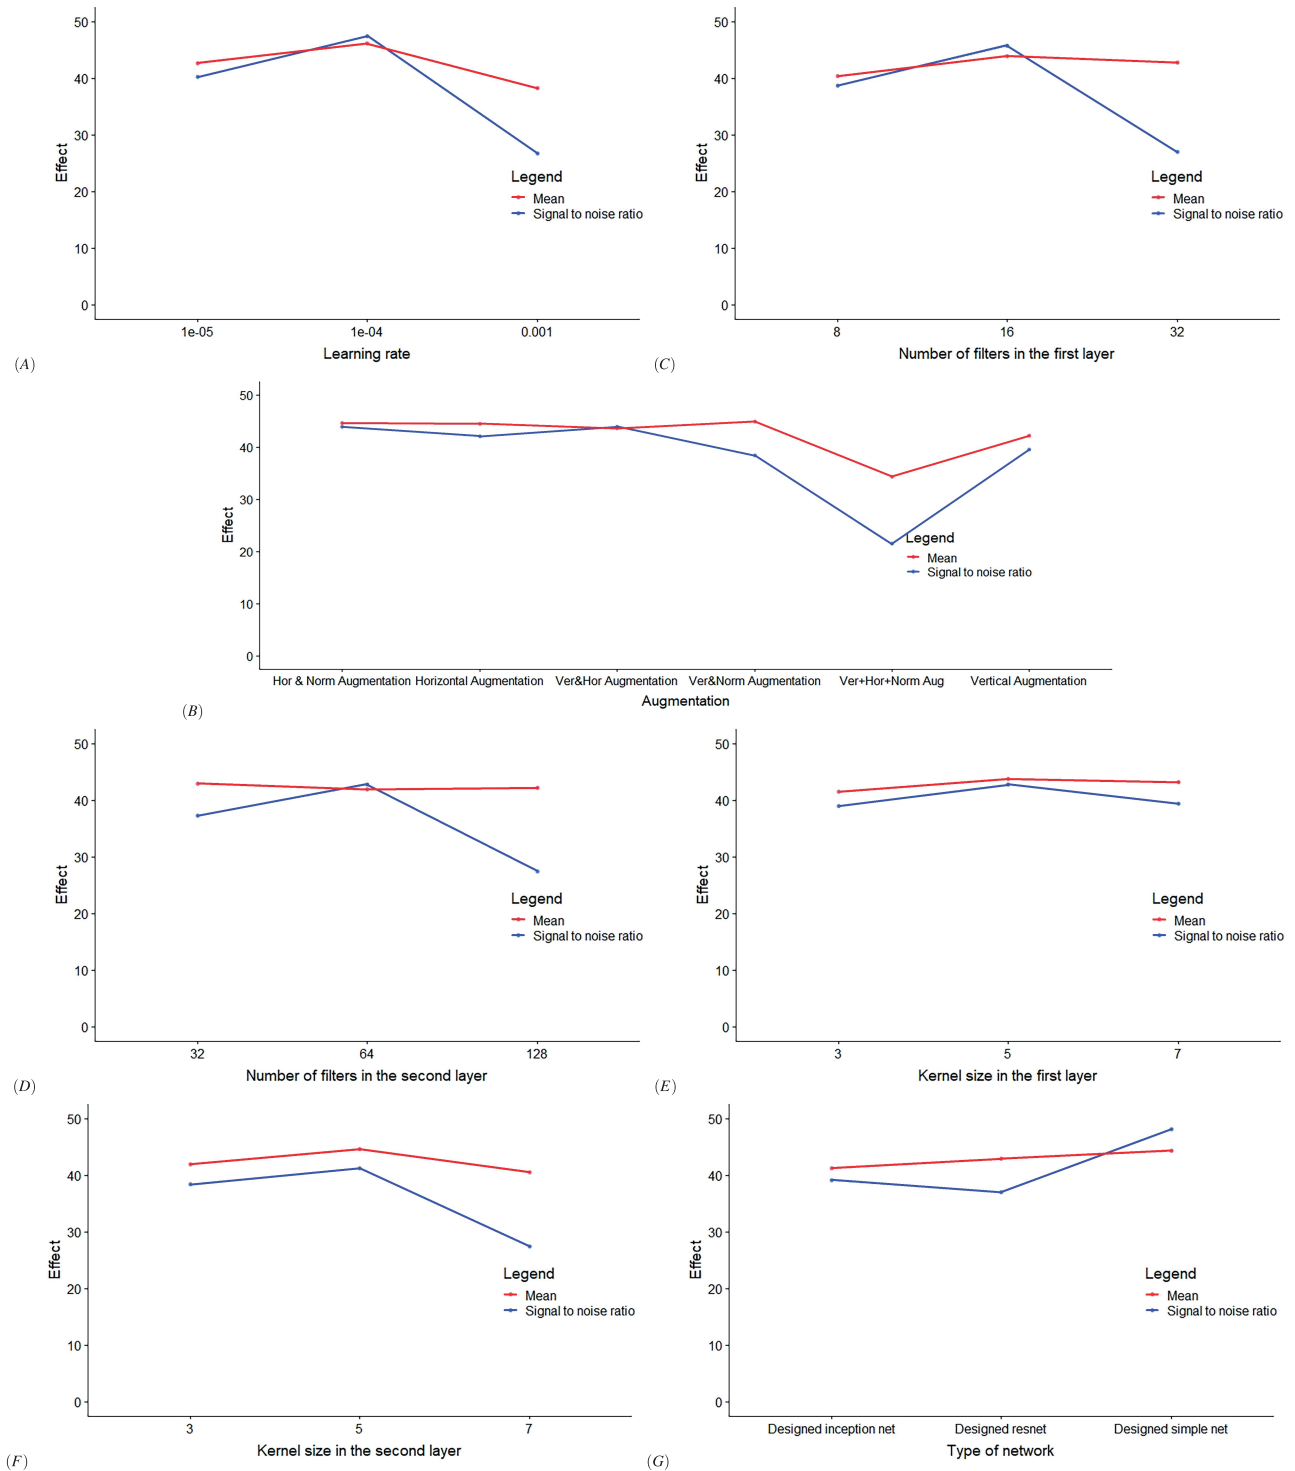 50
40
30
20
10
0
Effect
Legend
Mean
Signal to noise ratio
1e-05 1e-04 0.001
Learning rate
(A)
50
40
30
20
10
0
Effect
Legend
Mean
Signal to noise ratio
8 16 32
Number of filters in the first layer
(C)
50
40
30
20
10
0
Effect
Legend
Mean
Signal to noise ratio
Hor & Norm Augmentation Horizontal Augmentation Ver&Hor Augmentation Ver&Norm Augmentation Ver+Hor+Norm Aug Vertical Augmentation
Augmentation
(B)
50
40
30
20
10
0
Effect
Legend
Mean
Signal to noise ratio
32 64 128
Number of filters in the second layer
(D)
50
40
30
20
10
0
Effect
Legend
Mean
Signal to noise ratio
3 5 7
Kernel size in the first layer
(E)
50
40
30
20
10
0
Effect
Legend
Mean
Signal to noise ratio
3 5 7
Kernel size in the second layer
(F)
50
40
30
20
10
0
Effect
Legend
Mean
Signal to noise ratio
Designed inception net Designed resnet Designed simple net
Type of network
(G)